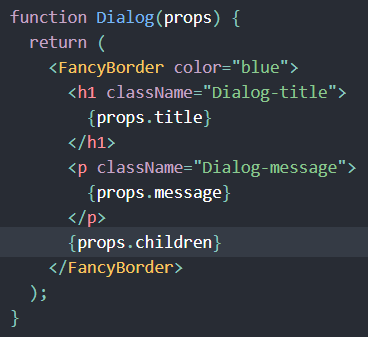 function Dialog(props) {
  return (
    <FancyBorder color="blue">
      <h1 className="Dialog-title">
        {props.title}
      </h1>
      <p className="Dialog-message">
        {props.message}
      </p>
      {props.children}
    </FancyBorder>
  );
}